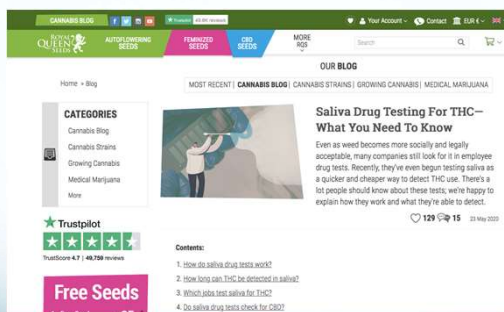 CANNABIS BLOG
Trustpilot 49.8K reviews
Your Account
Contact
EUR €
ROYAL QUEEN SEEDS
AUTOFLOWERING SEEDS
FEMINIZED SEEDS
CBD SEEDS
MORE RQS
Search
OUR BLOG
Home » Blog
MOST RECENT | CANNABIS BLOG | CANNABIS STRAINS | GROWING CANNABIS | MEDICAL MARIJUANA
CATEGORIES
Cannabis Blog
Cannabis Strains
Growing Cannabis
Medical Marijuana
More
Trustpilot
TrustScore 4.7 | 49,759 reviews
Free Seeds
Saliva Drug Testing For THC—
What You Need To Know
Even as weed becomes more socially and legally
acceptable, many companies still look for it in employee
drug tests. Recently, they've even begun testing saliva as
a quicker and cheaper way to detect THC use. There's a
lot people should know about these tests; we're happy to
explain how they work and what they're able to detect.
129 15 23 May 2020
Contents:
1. How do saliva drug tests work?
2. How long can THC be detected in saliva?
3. Which jobs test saliva for THC?
4. Do saliva drug tests check for CBD?